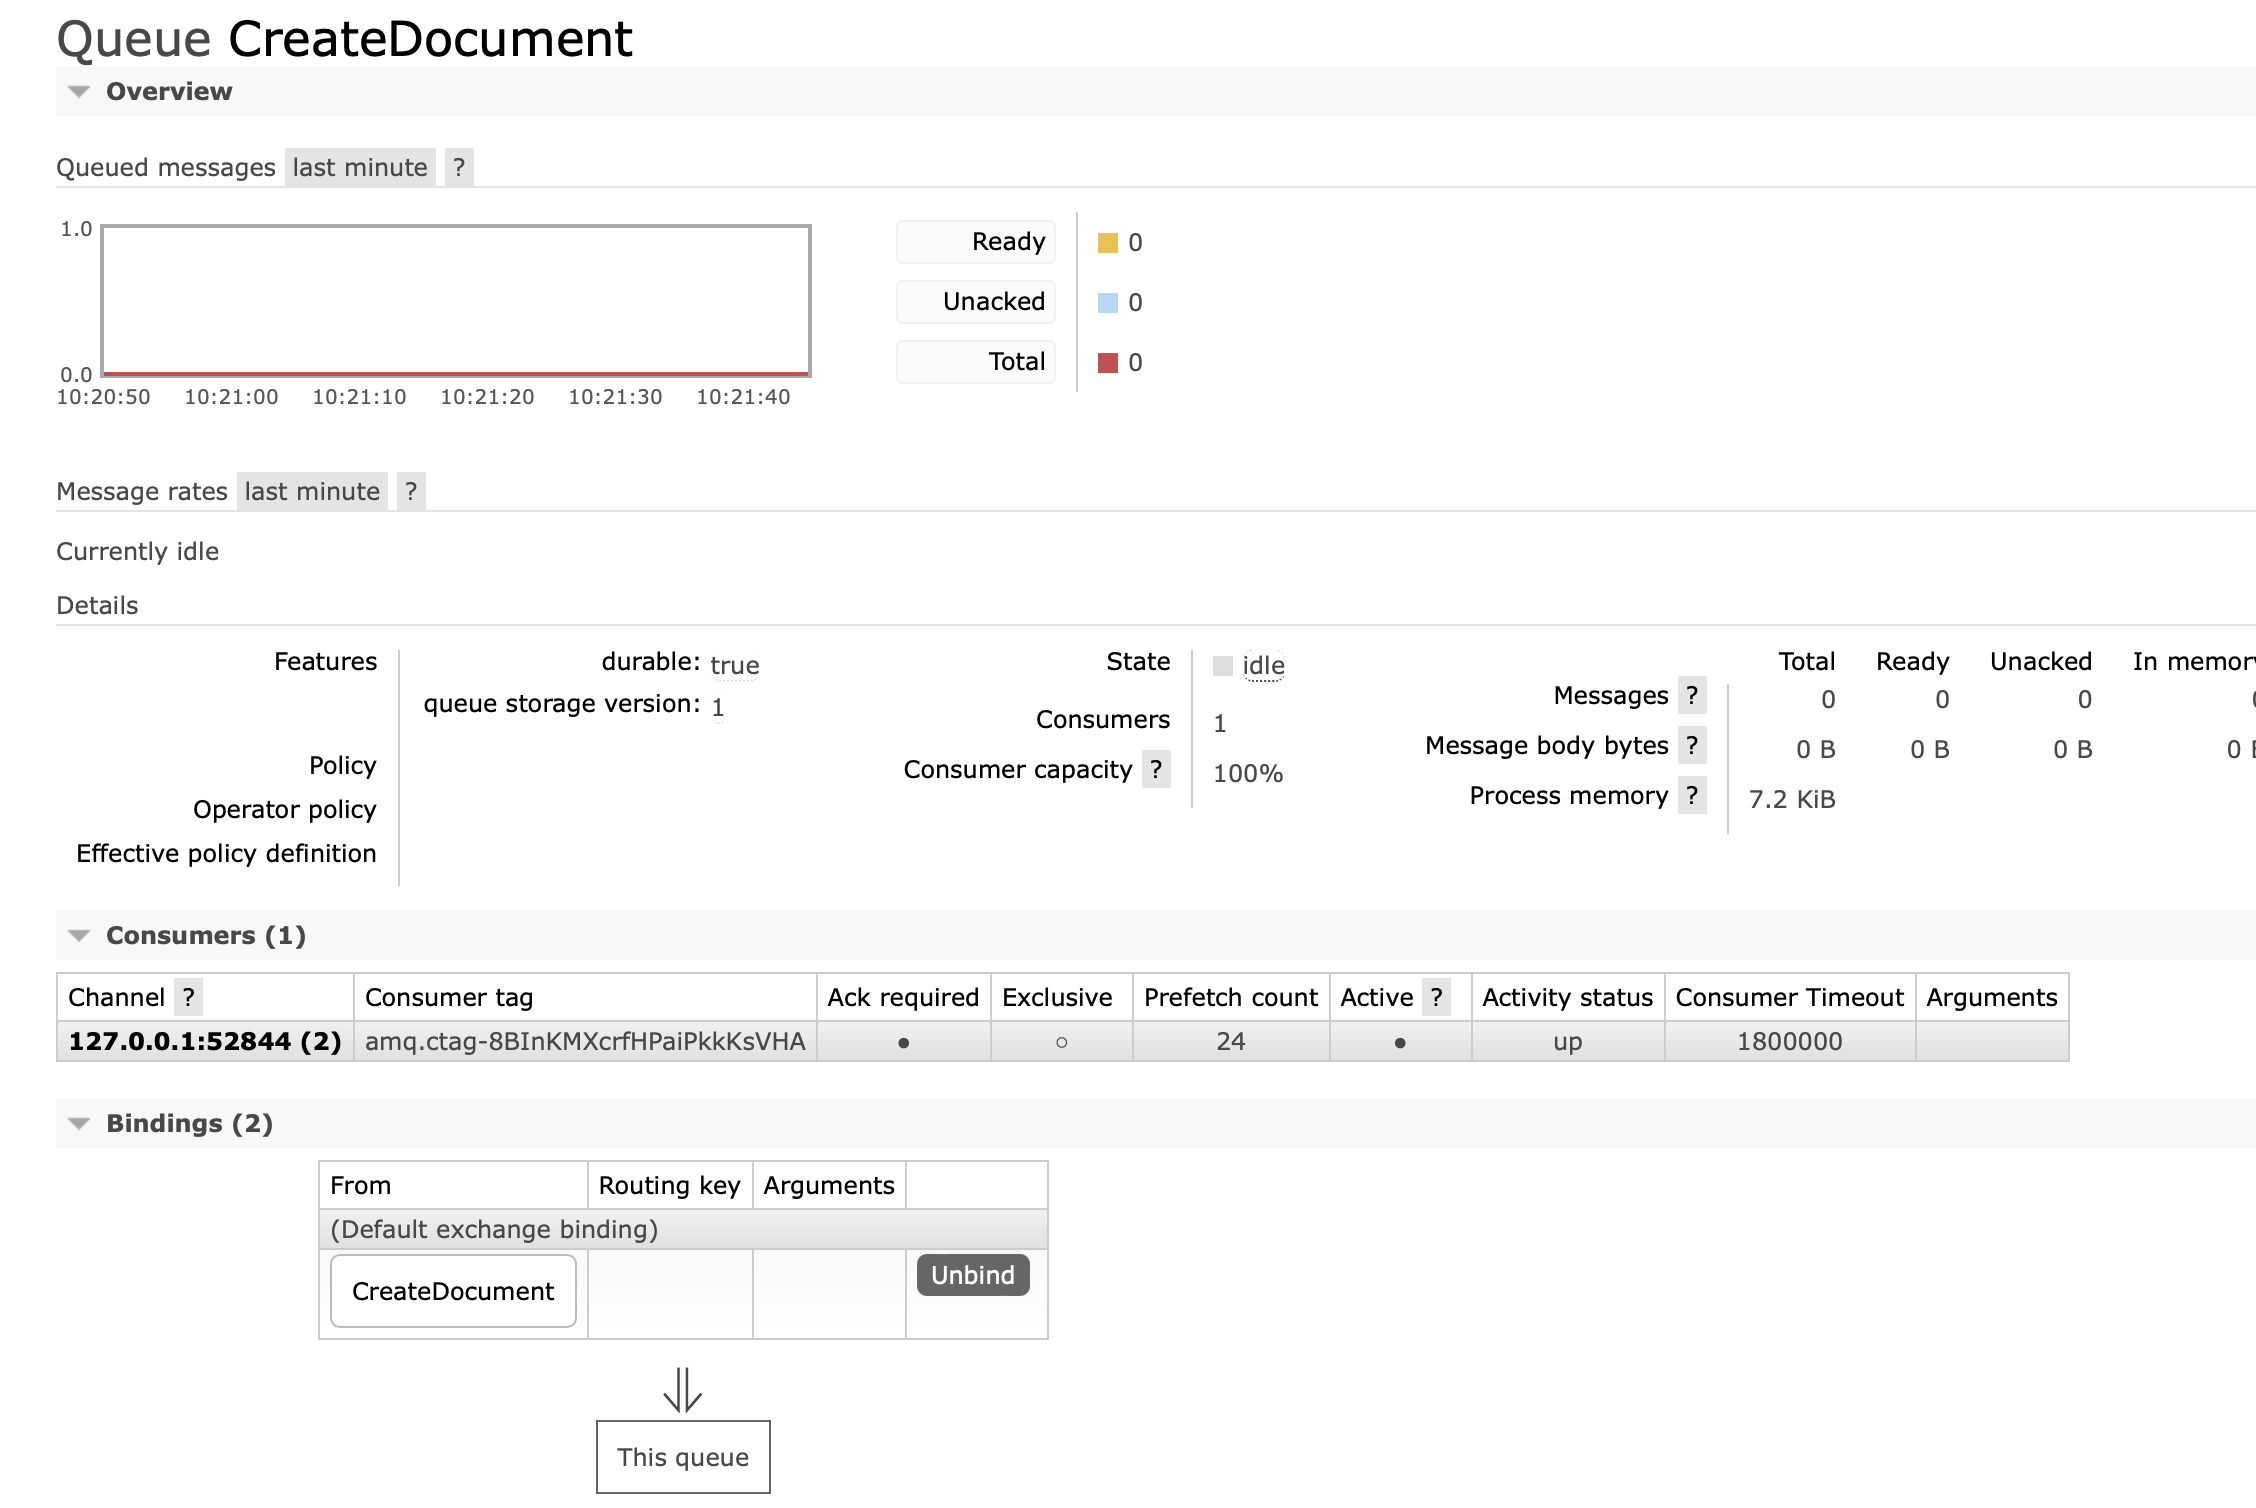 Queue CreateDocument
Overview
Queued messages last minute ?
1.0
0.0
10:20:50 10:21:00 10:21:10 10:21:20 10:21:30 10:21:40
Ready 0
Unacked 0
Total 0
Message rates last minute ?
Currently idle
Details
Features durable: true
queue storage version: 1
Policy
Operator policy
Effective policy definition
State idle
Consumers 1
Consumer capacity ? 100%
Total Ready Unacked In memory
Messages ? 0 0 0
Message body bytes ? 0 B 0 B 0 B 0 B
Process memory ? 7.2 KiB
Consumers (1)
Channel ? Consumer tag Ack required Exclusive Prefetch count Active ? Activity status Consumer Timeout Arguments
127.0.0.1:52844 (2) amq.ctag-8BInKMXcrfHPaiPkkKsVHA ● ○ 24 ● up 1800000
Bindings (2)
From Routing key Arguments
(Default exchange binding)
CreateDocument Unbind
⇓
This queue